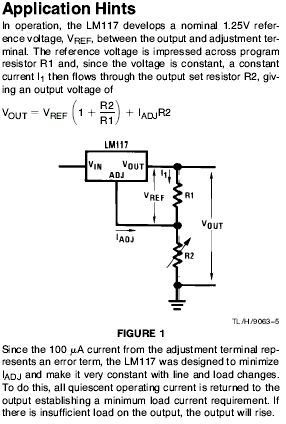 Application Hints
In operation, the LM117 develops a nominal 1.25V refer-
ence voltage, VREF, between the output and adjustment ter-
minal. The reference voltage is impressed across program
resistor R1 and, since the voltage is constant, a constant
current I1 then flows through the output set resistor R2, giv-
ing an output voltage of
VOUT = VREF (1 + R2/R1) + IADJR2
LM117
VIN VOUT
ADJ
I1
VREF
R1
VOUT
IADJ
R2
TL/H/9063–5
FIGURE 1
Since the 100 μA current from the adjustment terminal rep-
resents an error term, the LM117 was designed to minimize
IADJ and make it very constant with line and load changes.
To do this, all quiescent operating current is returned to the
output establishing a minimum load current requirement. If
there is insufficient load on the output, the output will rise.